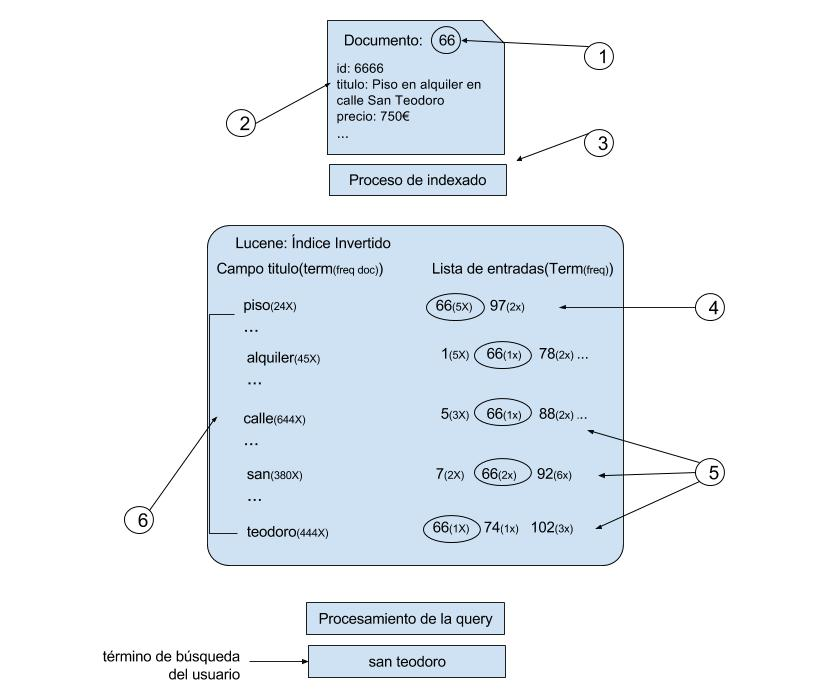 Documento: 66
1
id: 6666
titulo: Piso en alquiler en
calle San Teodoro
precio: 750€
...
2
3
Proceso de indexado
Lucene: Índice Invertido
Campo titulo(term(freq doc)) Lista de entradas(Term(freq))
piso(24X) 66(5X) 97(2x)
4
...
alquiler(45X) 1(5X) 66(1x) 78(2x) ...
...
calle(644X) 5(3X) 66(1x) 88(2x) ...
...
san(380X) 7(2X) 66(2x) 92(6x)
5
...
6
teodoro(444X) 66(1X) 74(1x) 102(3x)
Procesamiento de la query
término de búsqueda
del usuario
san teodoro